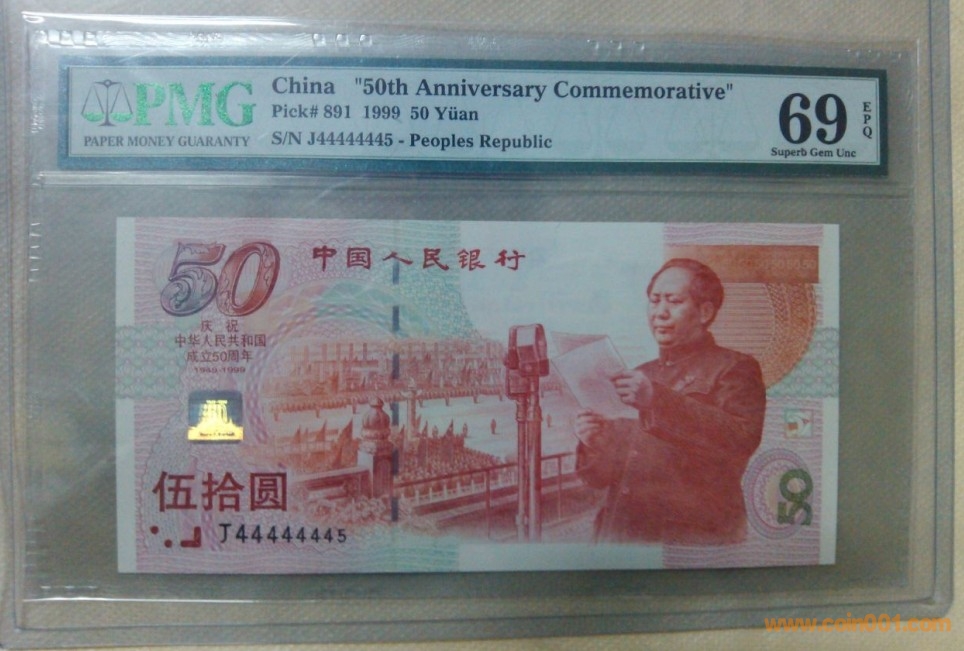 PMG
PAPER MONEY GUARANTY
China "50th Anniversary Commemorative"
Pick# 891 1999 50 Yüan
S/N J44444445 - Peoples Republic
69
EPQ
Superb Gem Unc
50
中国人民银行
庆祝
中华人民共和国
成立50周年
1949-1999
伍拾圆
J44444445
50
www.coin001.com